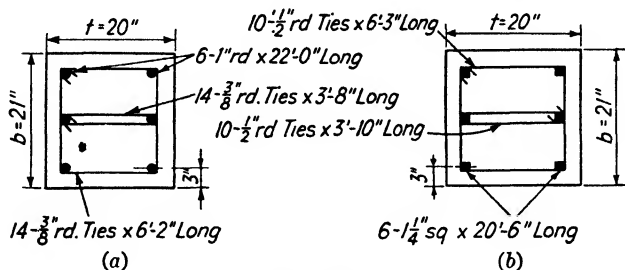 t=20"
b=21"
6-1"rd x 22'-0" Long
14-3/8" rd. Ties x 3'-8" Long
3"
14-3/8" rd. Ties x 6'-2" Long
(a)
10-1/2" rd Ties x 6'-3" Long
t=20"
b=21"
10-1/2" rd Ties x 3'-10" Long
3"
6-1 1/4" sq x 20'-6" Long
(b)